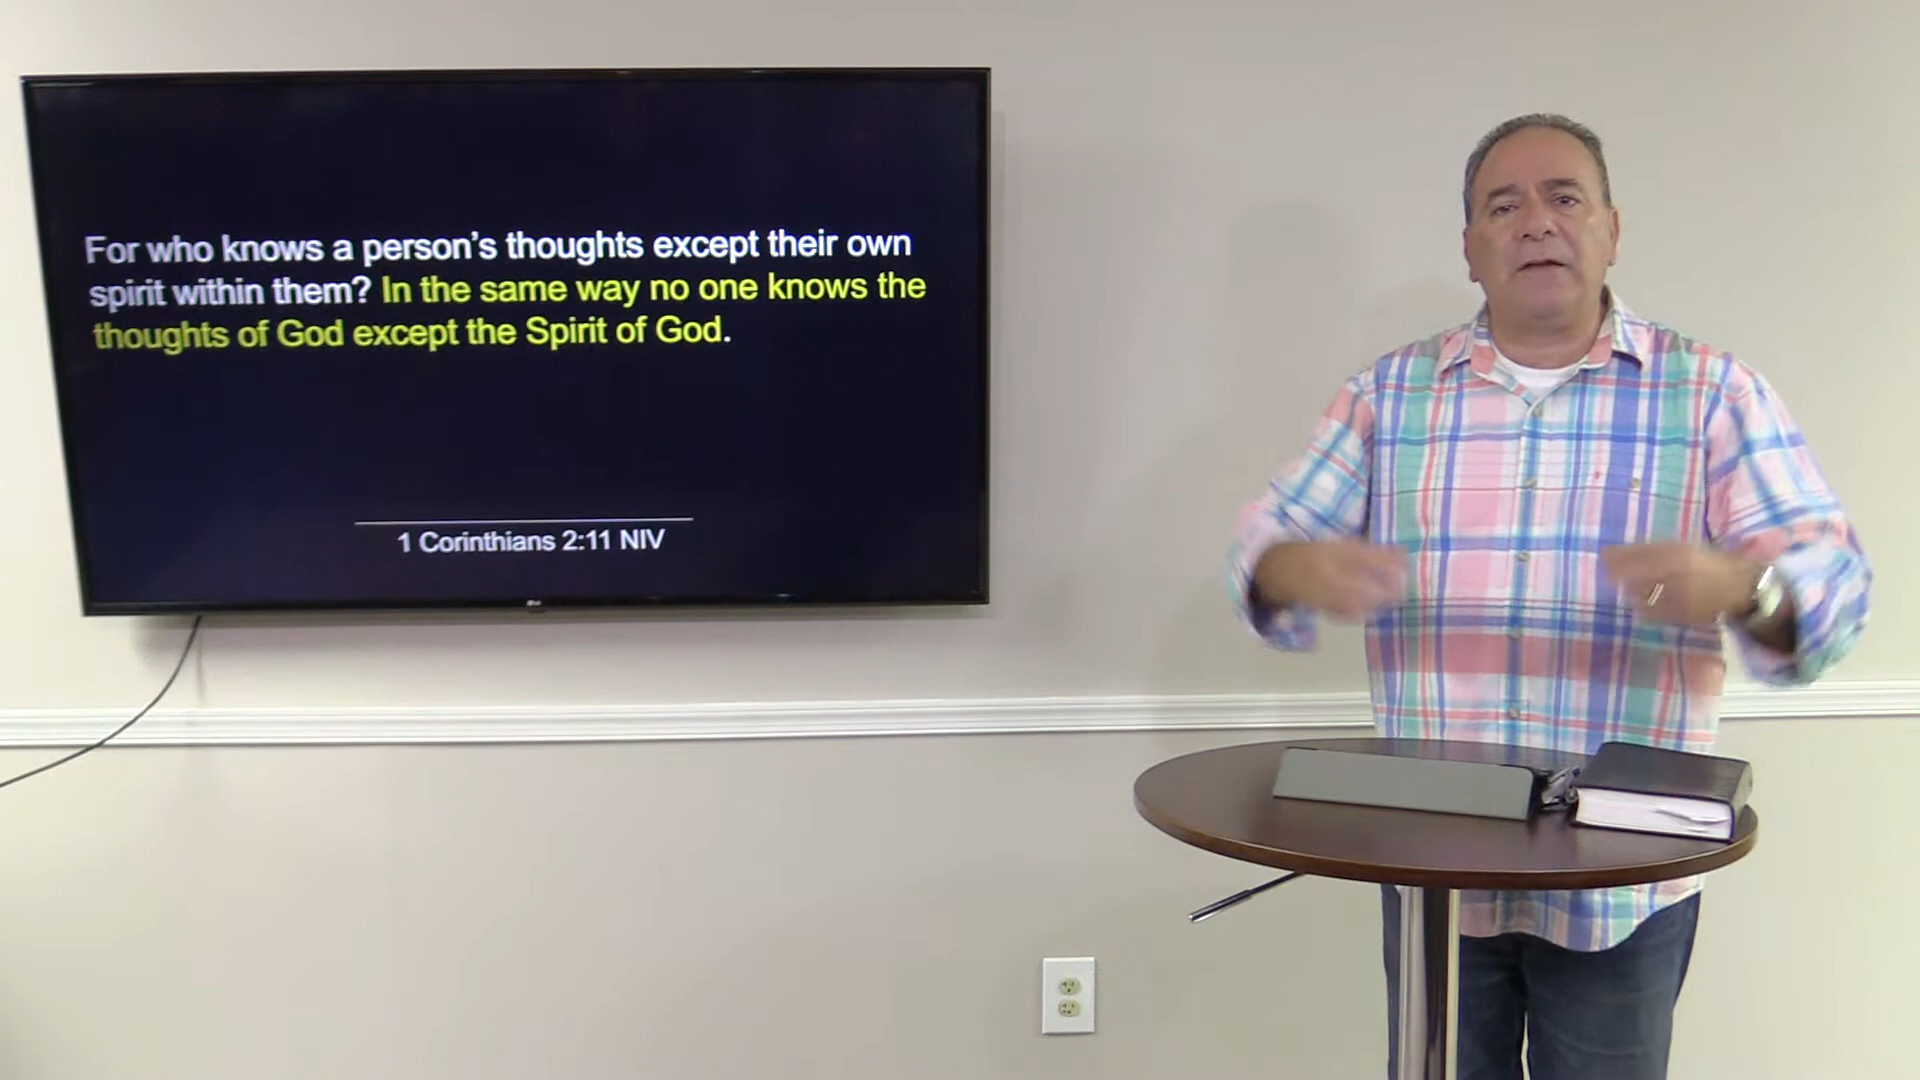 For who knows a person's thoughts except their own
spirit within them? In the same way no one knows the
thoughts of God except the Spirit of God.
1 Corinthians 2:11 NIV